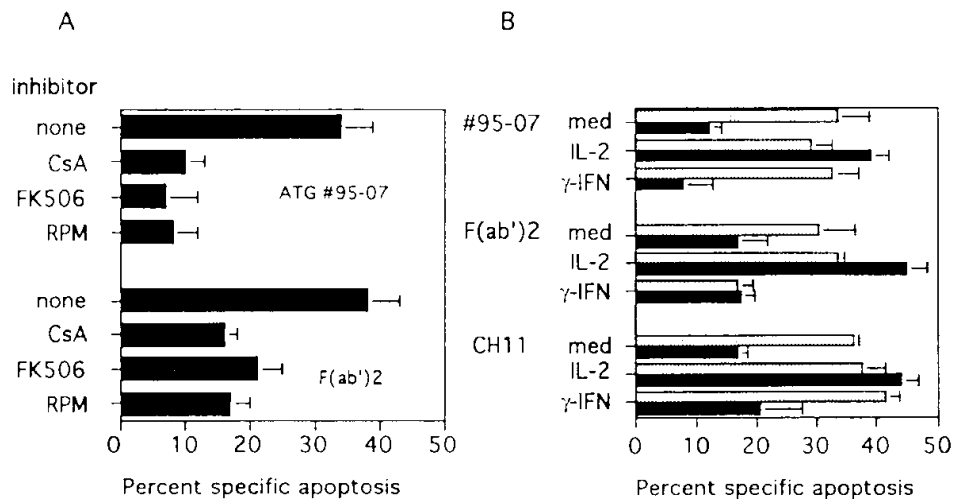 A
inhibitor
none
CsA
FK506
RPM
ATG #95-07
none
CsA
FK506
RPM
F(ab')2
0 10 20 30 40 50
Percent specific apoptosis
B
#95-07
med
IL-2
γ-IFN
F(ab')2
med
IL-2
γ-IFN
CH11
med
IL-2
γ-IFN
0 10 20 30 40 50
Percent specific apoptosis